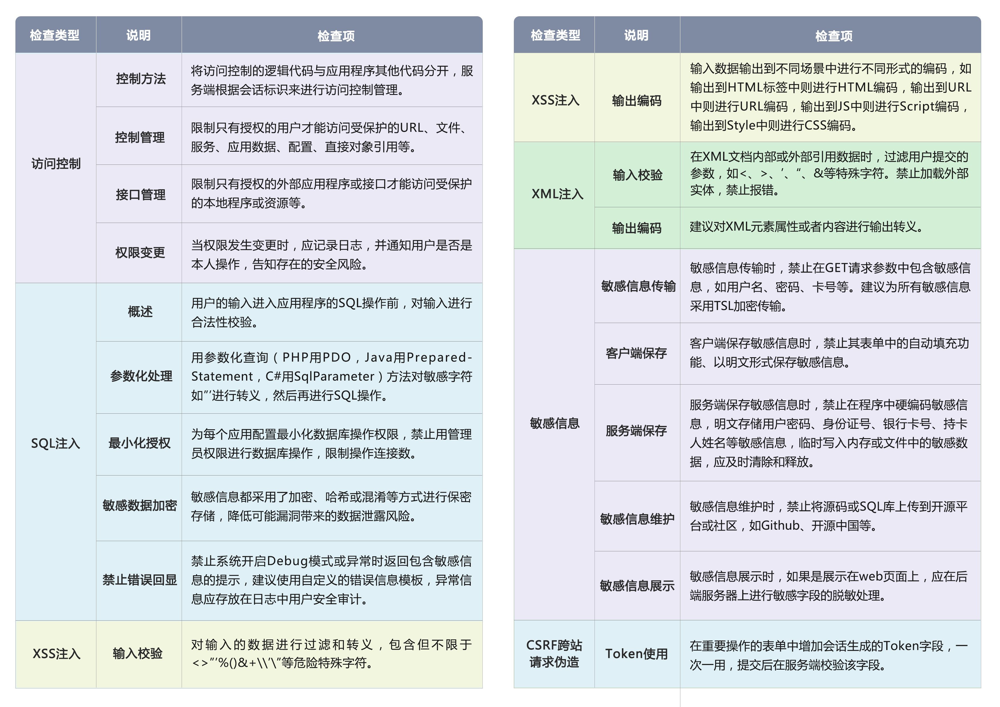 检查类型
说明
检查项
访问控制
控制方法
将访问控制的逻辑代码与应用程序其他代码分开，服
务端根据会话标识来进行访问控制管理。
控制管理
限制只有授权的用户才能访问受保护的URL、文件、
服务、应用数据、配置、直接对象引用等。
接口管理
限制只有授权的外部应用程序或接口才能访问受保护
的本地程序或资源等。
权限变更
当权限发生变更时，应记录日志，并通知用户是否是
本人操作，告知存在的安全风险。
SQL注入
概述
用户的输入进入应用程序的SQL操作前，对输入进行
合法性校验。
参数化处理
用参数化查询（PHP用PDO，Java用Prepared-
Statement，C#用SqlParameter）方法对敏感字符
如”’进行转义，然后再进行SQL操作。
最小化授权
为每个应用配置最小化数据库操作权限，禁止用管理
员权限进行数据库操作，限制操作连接数。
敏感数据加密
敏感信息都采用了加密、哈希或混淆等方式进行保密
存储，降低可能漏洞带来的数据泄露风险。
禁止错误回显
禁止系统开启Debug模式或异常时返回包含敏感信
息的提示，建议使用自定义的错误信息模板，异常信
息应存放在日志中用户安全审计。
XSS注入
输入校验
对输入的数据进行过滤和转义，包含但不限于
<>”’%()&+\\’\”等危险特殊字符。
检查类型
说明
检查项
XSS注入
输出编码
输入数据输出到不同场景中进行不同形式的编码，如
输出到HTML标签中则进行HTML编码，输出到URL
中则进行URL编码，输出到JS中则进行Script编码，
输出到Style中则进行CSS编码。
XML注入
输入校验
在XML文档内部或外部引用数据时，过滤用户提交的
参数，如<、>、’、“、&等特殊字符。禁止加载外部
实体，禁止报错。
输出编码
建议对XML元素属性或者内容进行输出转义。
敏感信息
敏感信息传输
敏感信息传输时，禁止在GET请求参数中包含敏感信
息，如用户名、密码、卡号等。建议为所有敏感信息
采用TSL加密传输。
客户端保存
客户端保存敏感信息时，禁止其表单中的自动填充功
能、以明文形式保存敏感信息。
服务端保存
服务端保存敏感信息时，禁止在程序中硬编码敏感信
息，明文存储用户密码、身份证号、银行卡号、持卡
人姓名等敏感信息，临时写入内存或文件中的敏感数
据，应及时清除和释放。
敏感信息维护
敏感信息维护时，禁止将源码或SQL库上传到开源平
台或社区，如Github、开源中国等。
敏感信息展示
敏感信息展示时，如果是展示在web页面上，应在后
端服务器上进行敏感字段的脱敏处理。
CSRF跨站
请求伪造
Token使用
在重要操作的表单中增加会话生成的Token字段，一
次一用，提交后在服务端校验该字段。